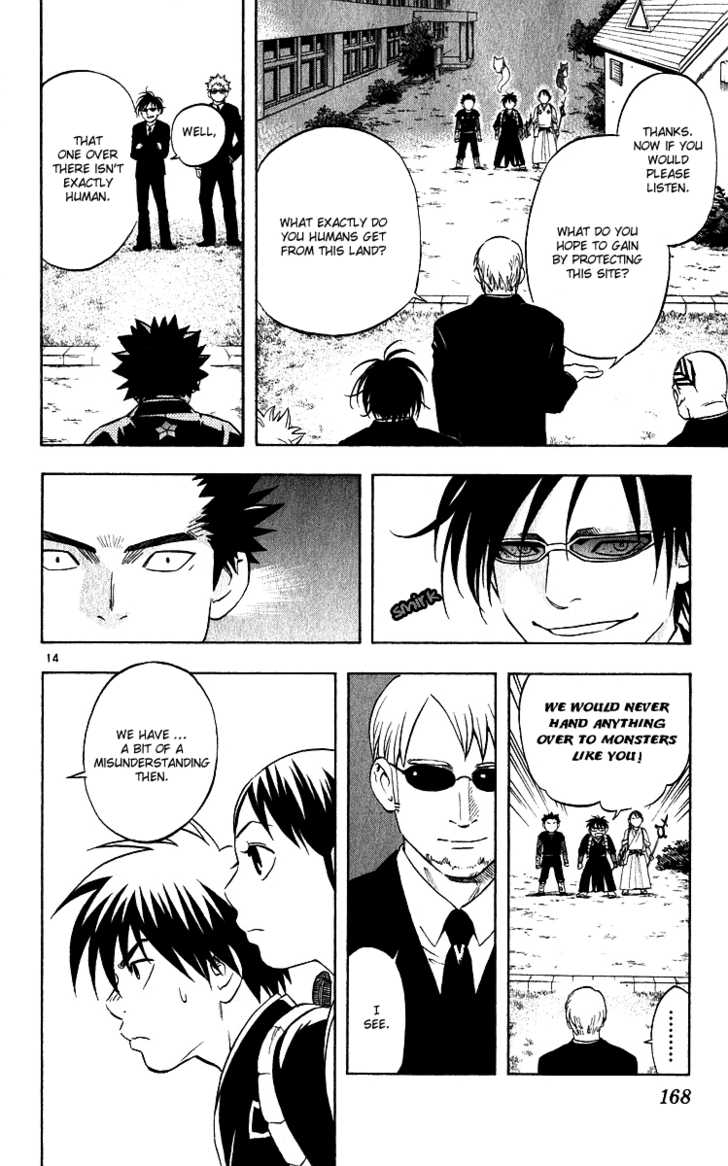 THANKS.
NOW IF YOU
WOULD
PLEASE
LISTEN.
WHAT DO YOU
HOPE TO GAIN
BY PROTECTING
THIS SITE?
WHAT EXACTLY DO
YOU HUMANS GET
FROM THIS LAND?
WELL,
THAT
ONE OVER
THERE ISN'T
EXACTLY
HUMAN.
smirk
14
WE WOULD NEVER
HAND ANYTHING
OVER TO MONSTERS
LIKE YOU!
.........
I
SEE.
WE HAVE ...
A BIT OF A
MISUNDERSTANDING
THEN.
168